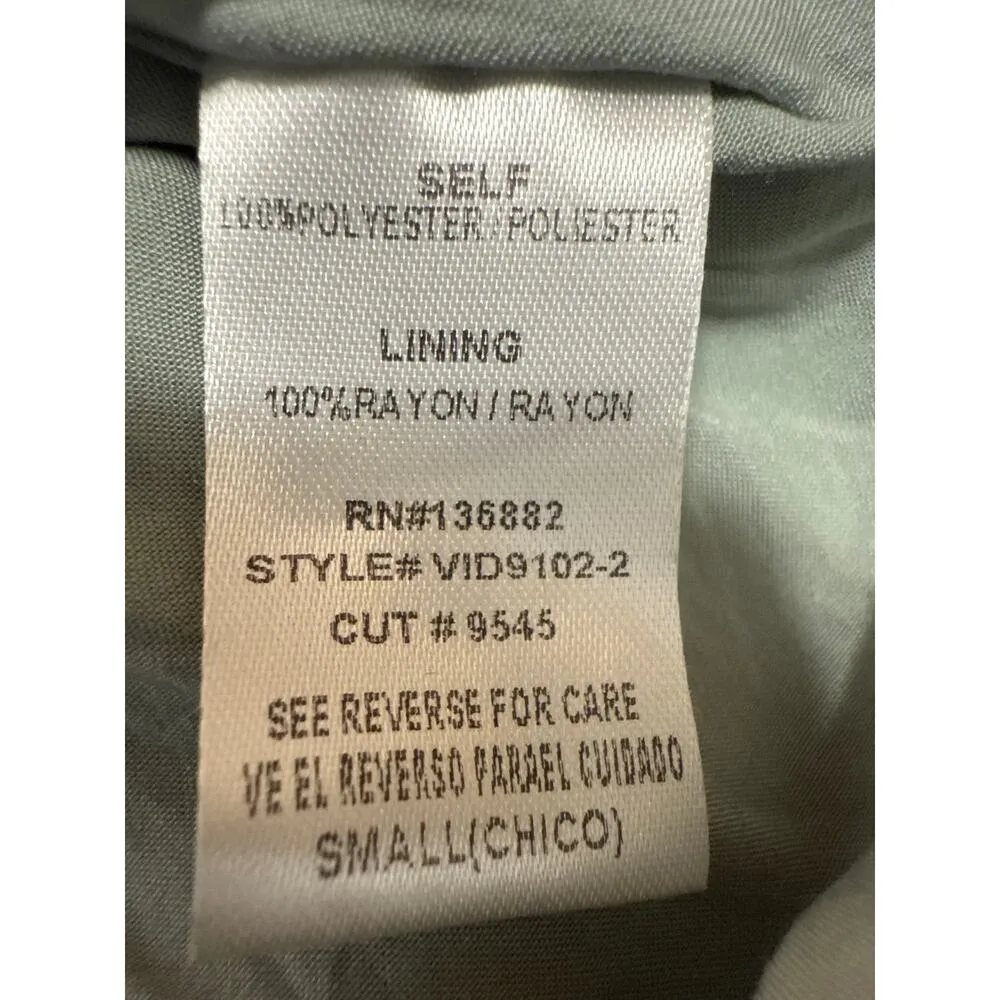 SELF
100%POLYESTER/POLIESTER
LINING
100%RAYON/RAYON
RN#136882
STYLE# VID9102-2
CUT # 9545
SEE REVERSE FOR CARE
VE EL REVERSO PARAEL CUIDADO
SMALL(CHICO)